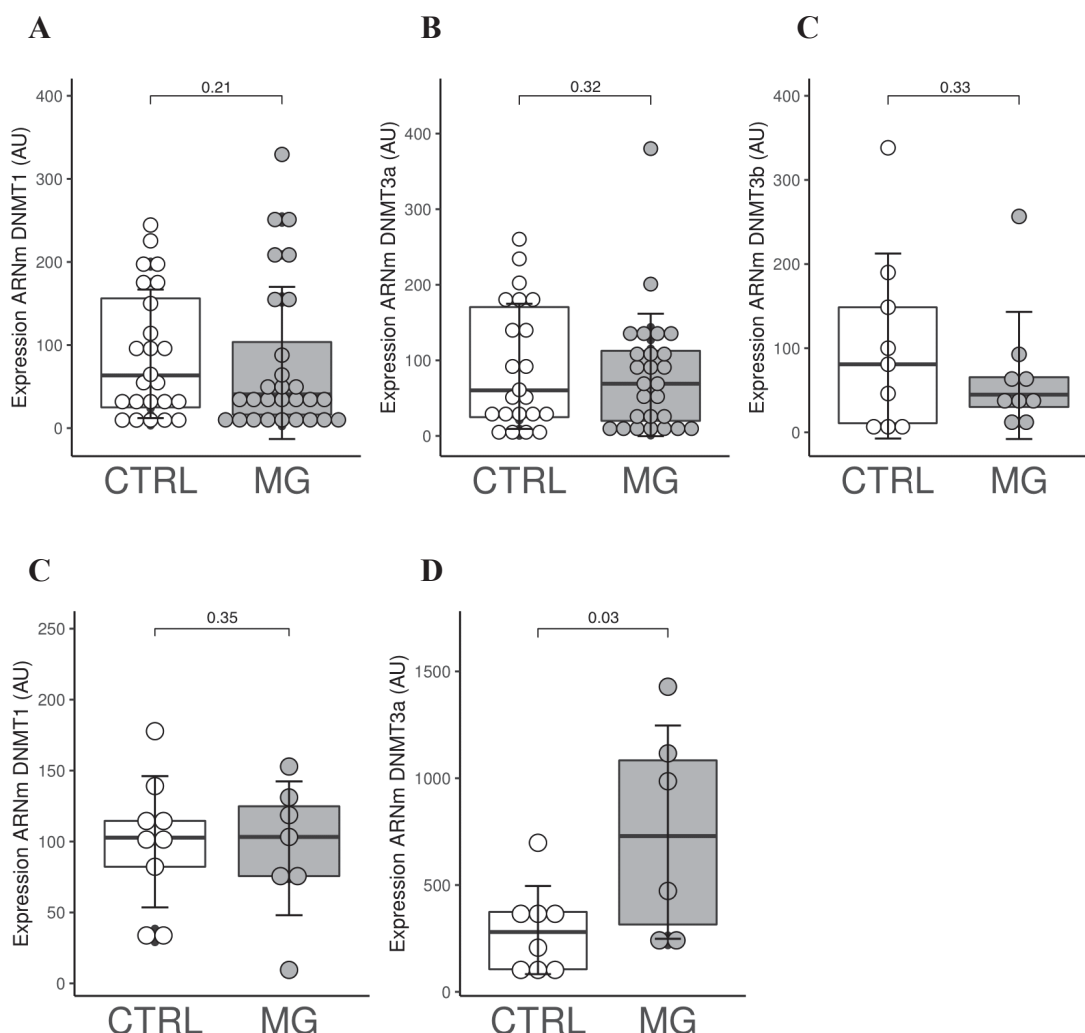 A
Expression ARNm DNMT1 (AU)
400
300
200
100
0
0.21
CTRL
MG
B
Expression ARNm DNMT3a (AU)
400
300
200
100
0
0.32
CTRL
MG
C
Expression ARNm DNMT3b (AU)
400
300
200
100
0
0.33
CTRL
MG
C
Expression ARNm DNMT1 (AU)
250
200
150
100
50
0
0.35
CTRL
MG
D
Expression ARNm DNMT3a (AU)
1500
1000
500
0
0.03
CTRL
MG